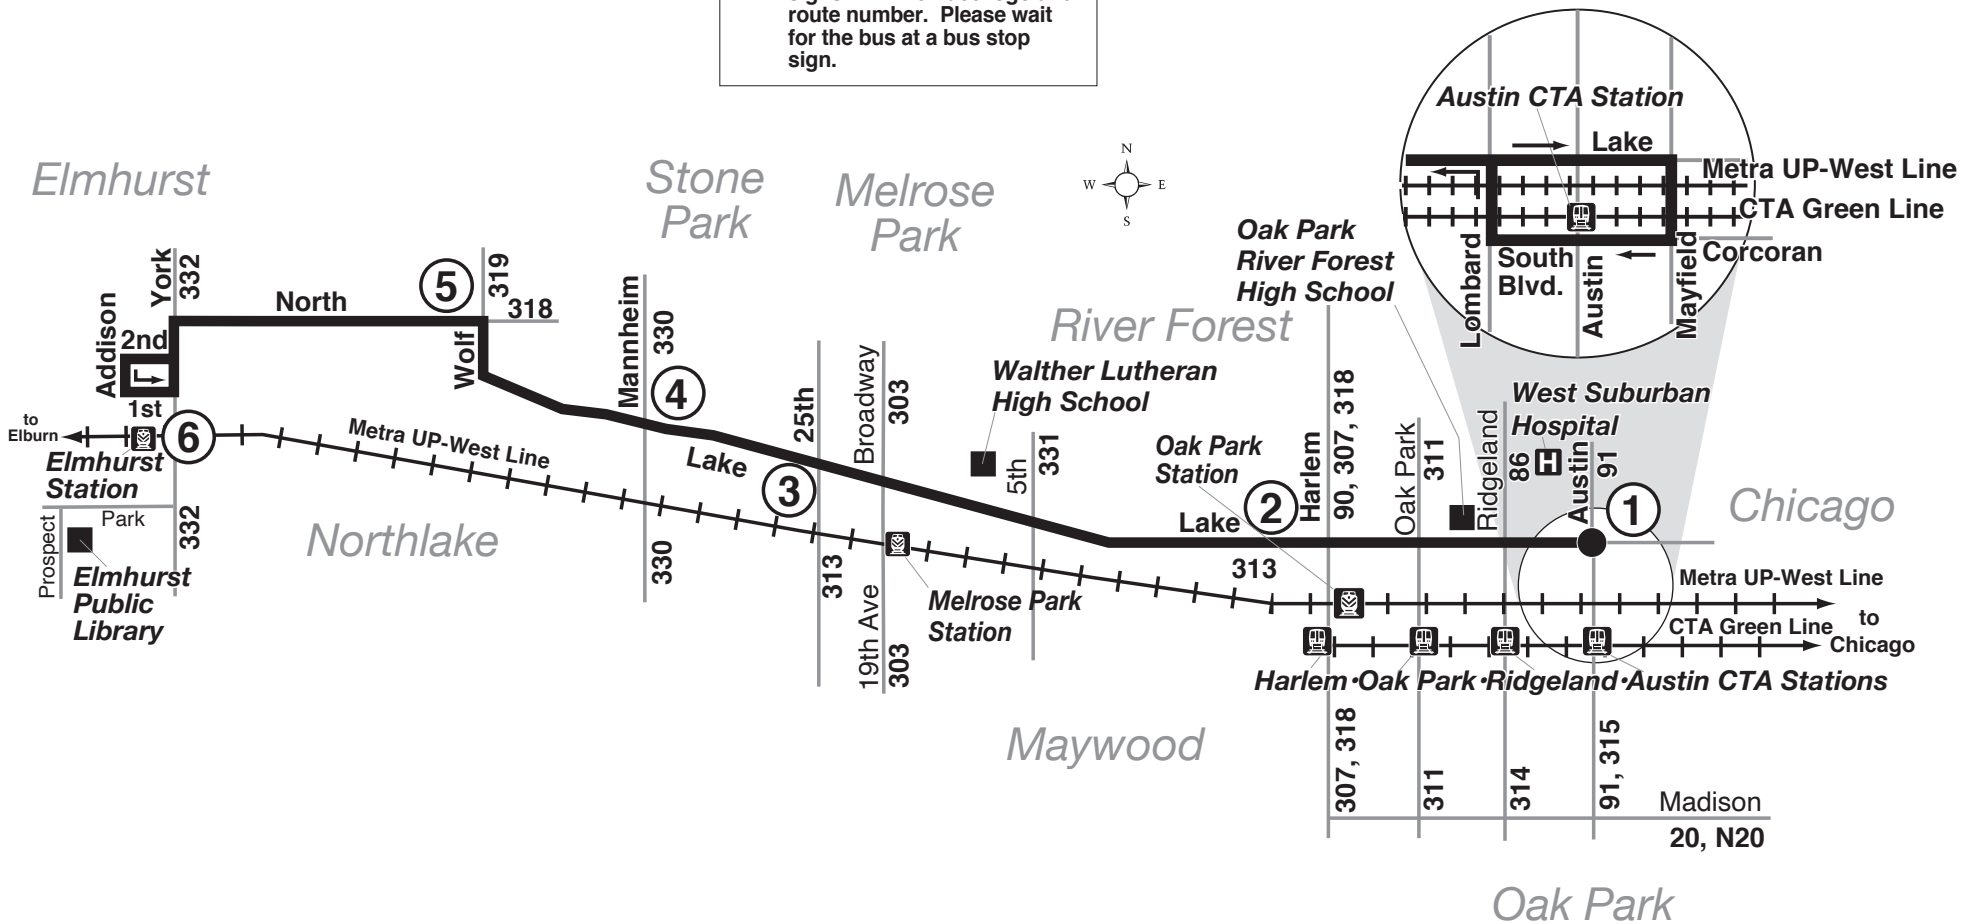 route number. Please wait
for the bus at a bus stop
sign.
Austin CTA Station
Lake
Metra UP-West Line
CTA Green Line
Corcoran
South
Blvd.
Lombard
Austin
Mayfield
N
W
E
S
Elmhurst
Stone
Park
Melrose
Park
Oak Park
River Forest
High School
River Forest
York
332
Addison
2nd
1st
North
5
319
318
Wolf
Mannheim
330
4
25th
Broadway
303
Walther Lutheran
High School
5th
331
Oak Park
Station
Harlem
90, 307, 318
Oak Park
311
Ridgeland
86
West Suburban
Hospital
H
Austin
91
1
Chicago
to
Elburn
6
Elmhurst
Station
Metra UP-West Line
Lake
3
Lake
2
313
Prospect
Park
332
Elmhurst
Public
Library
Northlake
330
313
19th Ave
303
Melrose Park
Station
Metra UP-West Line
CTA Green Line
to
Chicago
Harlem•Oak Park•Ridgeland•Austin CTA Stations
Maywood
307, 318
311
314
91, 315
Madison
20, N20
Oak Park